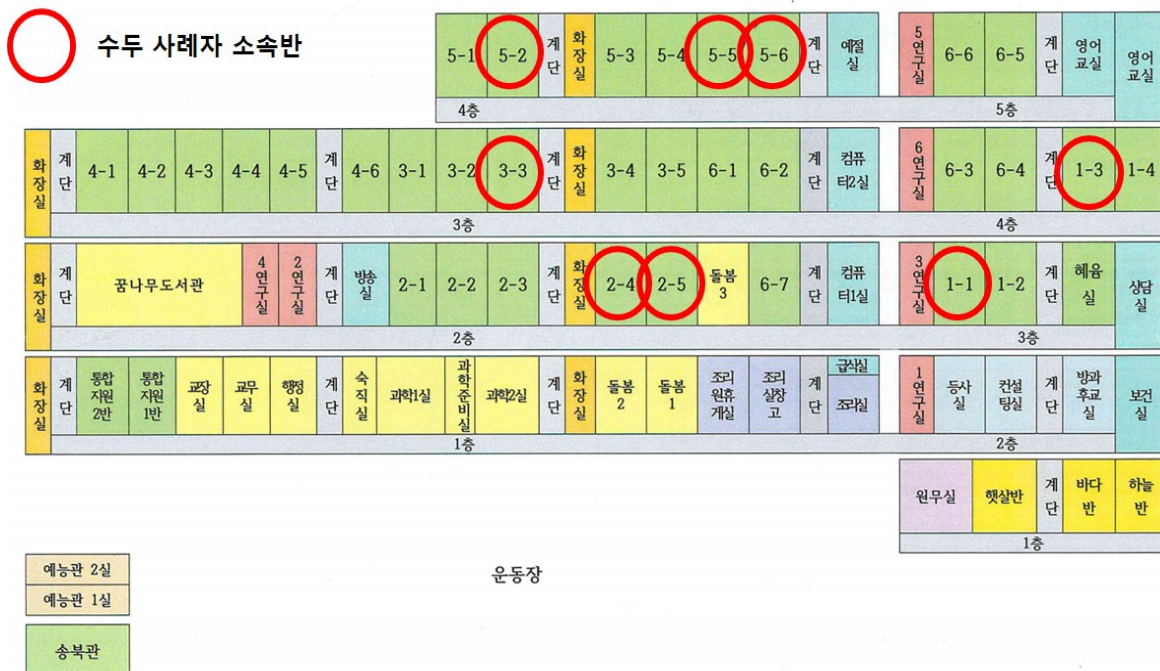 수두 사례자 소속반
5-1 5-2 계단 화장실 5-3 5-4 5-5 5-6 계단 예절실 5연구실 6-6 6-5 계단 영어교실 영어교실
4층 5층
화장실 계단 4-1 4-2 4-3 4-4 4-5 계단 4-6 3-1 3-2 3-3 계단 화장실 3-4 3-5 6-1 6-2 계단 컴퓨터2실 6연구실 6-3 6-4 계단 1-3 1-4
3층 4층
화장실 계단 꿈나무도서관 4연구실 2연구실 계단 방송실 2-1 2-2 2-3 계단 화장실 2-4 2-5 돌봄3 6-7 계단 컴퓨터1실 3연구실 1-1 1-2 계단 혜윰실 상담실
2층 3층
화장실 계단 통합지원2반 통합지원1반 교장실 교무실 행정실 계단 숙직실 과학1실 과학준비실 과학2실 계단 화장실 돌봄2 돌봄1 조리원휴게실 조리실창고 계단 급식실 조리실 1연구실 등사실 컨설팅실 계단 방과후교실 보건실
1층 2층
원무실 햇살반 계단 바다반 하늘반
1층
예능관 2실
예능관 1실
운동장
송북관